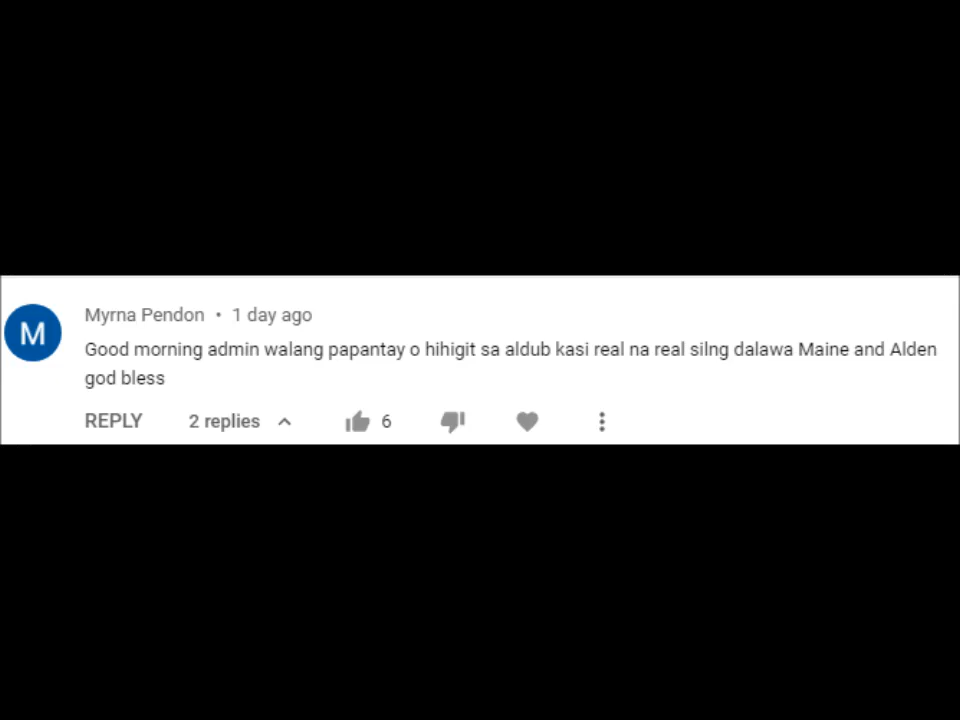 M
Myrna Pendon • 1 day ago
Good morning admin walang papantay o hihigit sa aldub kasi real na real silng dalawa Maine and Alden
god bless
REPLY 2 replies 6